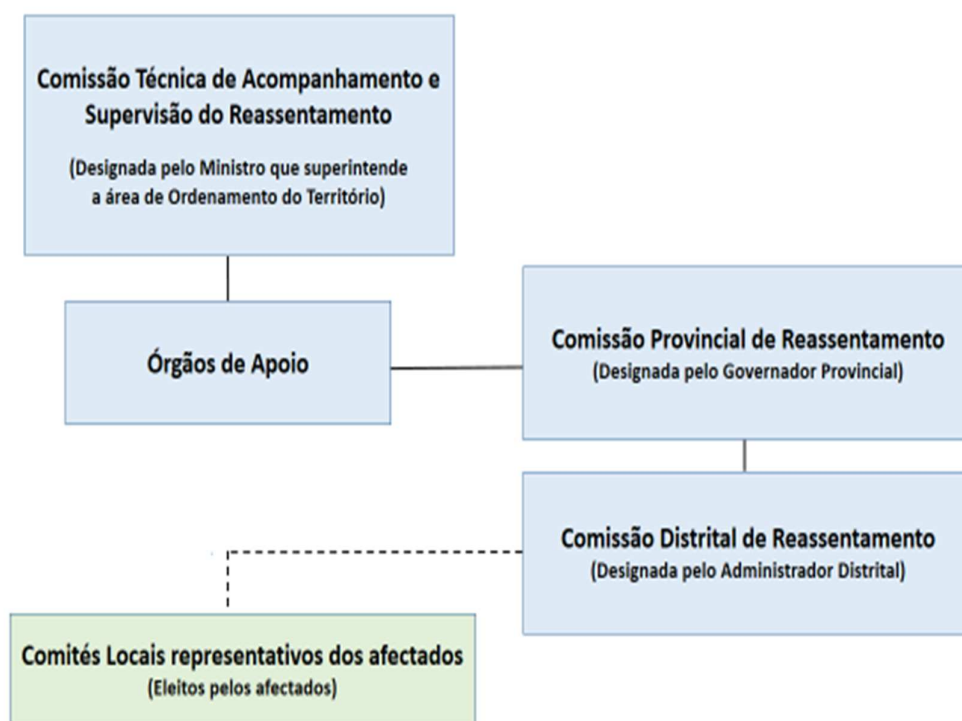 Comissão Técnica de Acompanhamento e
Supervisão do Reassentamento
(Designada pelo Ministro que superintende
a área de Ordenamento do Território)
Órgãos de Apoio
Comissão Provincial de Reassentamento
(Designada pelo Governador Provincial)
Comissão Distrital de Reassentamento
(Designada pelo Administrador Distrital)
Comités Locais representativos dos afectados
(Eleitos pelos afectados)